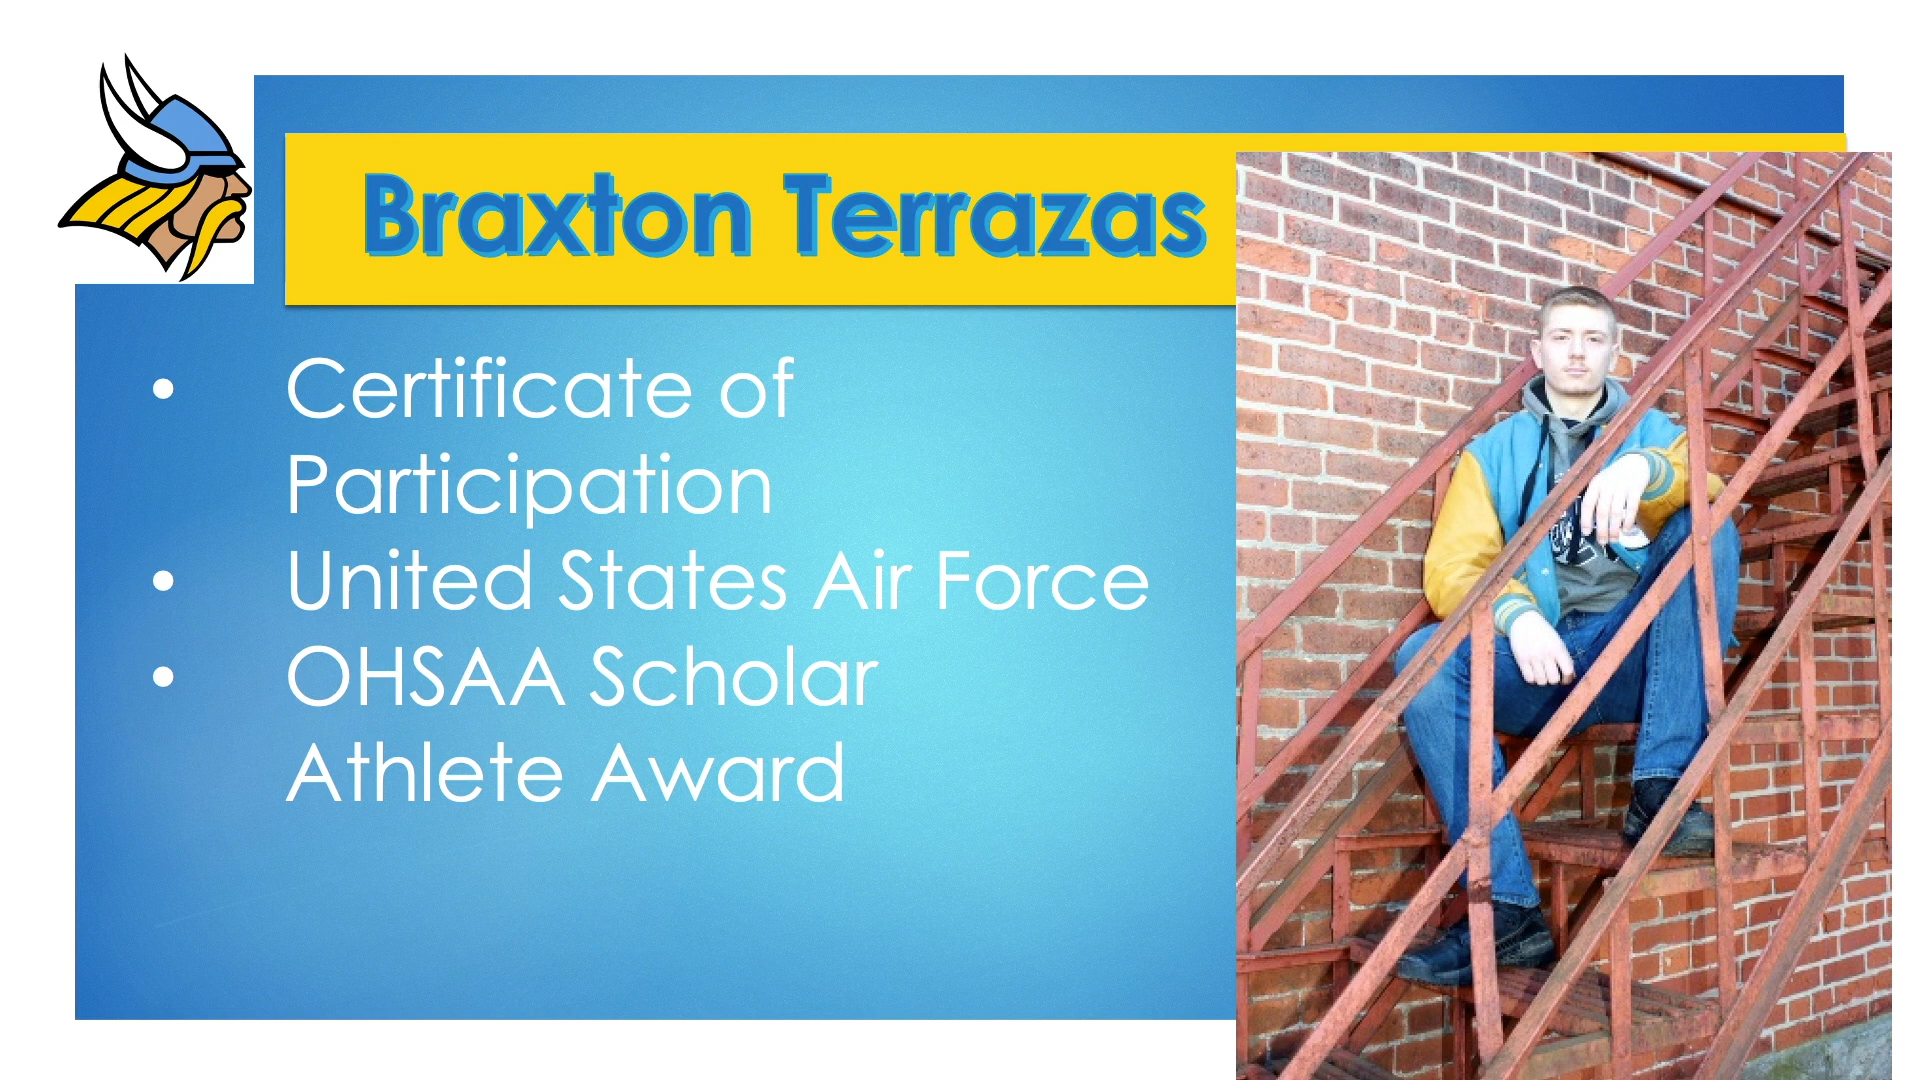 Braxton Terrazas
• Certificate of
Participation
• United States Air Force
• OHSAA Scholar
Athlete Award